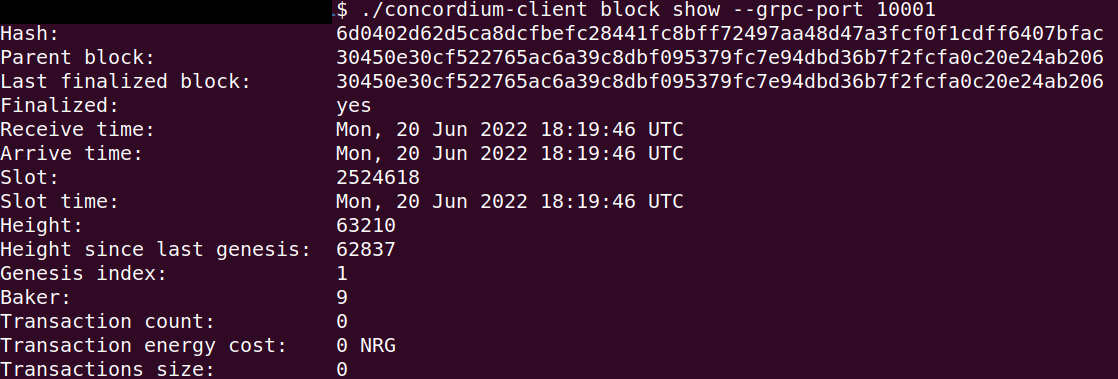 $ ./concordium-client block show --grpc-port 10001
Hash: 6d0402d62d5ca8dcfbefc28441fc8bff72497aa48d47a3fcf0f1cdff6407bfac
Parent block: 30450e30cf522765ac6a39c8dbf095379fc7e94dbd36b7f2fcfa0c20e24ab206
Last finalized block: 30450e30cf522765ac6a39c8dbf095379fc7e94dbd36b7f2fcfa0c20e24ab206
Finalized: yes
Receive time: Mon, 20 Jun 2022 18:19:46 UTC
Arrive time: Mon, 20 Jun 2022 18:19:46 UTC
Slot: 2524618
Slot time: Mon, 20 Jun 2022 18:19:46 UTC
Height: 63210
Height since last genesis: 62837
Genesis index: 1
Baker: 9
Transaction count: 0
Transaction energy cost: 0 NRG
Transactions size: 0